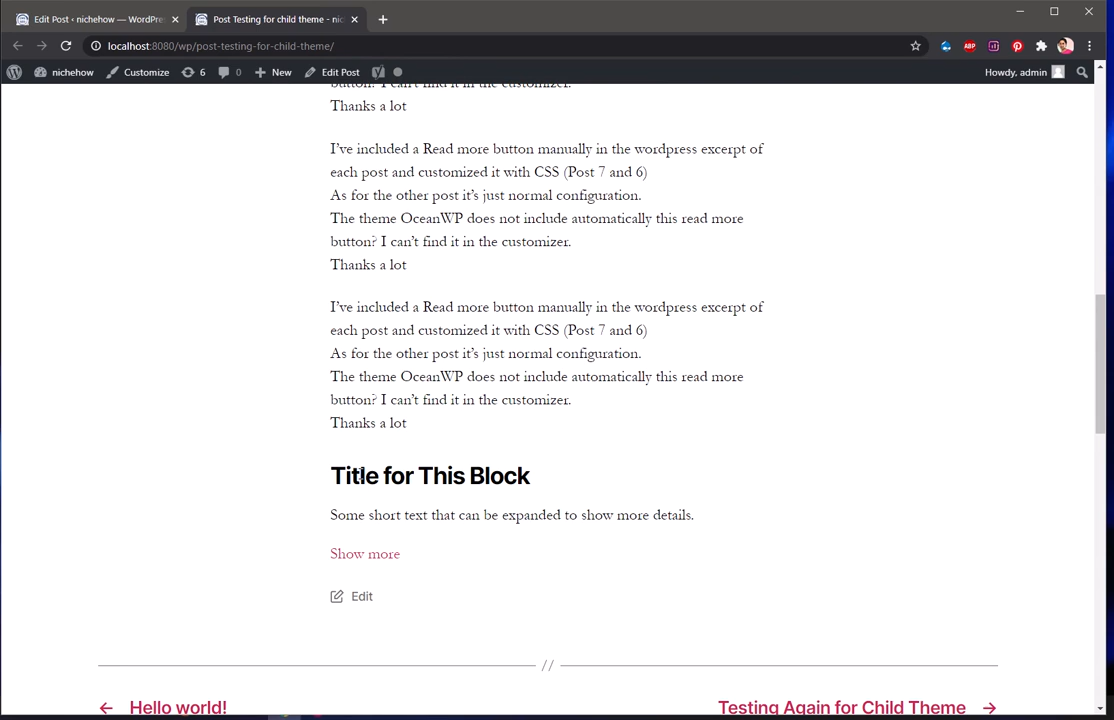 Edit Post ‹ nichehow — WordPre
Post Testing for child theme - nic
localhost:8080/wp/post-testing-for-child-theme/
ABP
nichehow
Customize
6
0
New
Edit Post
Howdy, admin
button? I can't find it in the customizer.
Thanks a lot
I've included a Read more button manually in the wordpress excerpt of
each post and customized it with CSS (Post 7 and 6)
As for the other post it's just normal configuration.
The theme OceanWP does not include automatically this read more
button? I can't find it in the customizer.
Thanks a lot
I've included a Read more button manually in the wordpress excerpt of
each post and customized it with CSS (Post 7 and 6)
As for the other post it's just normal configuration.
The theme OceanWP does not include automatically this read more
button? I can't find it in the customizer.
Thanks a lot
Title for This Block
Some short text that can be expanded to show more details.
Show more
Edit
//
← Hello world!
Testing Again for Child Theme →